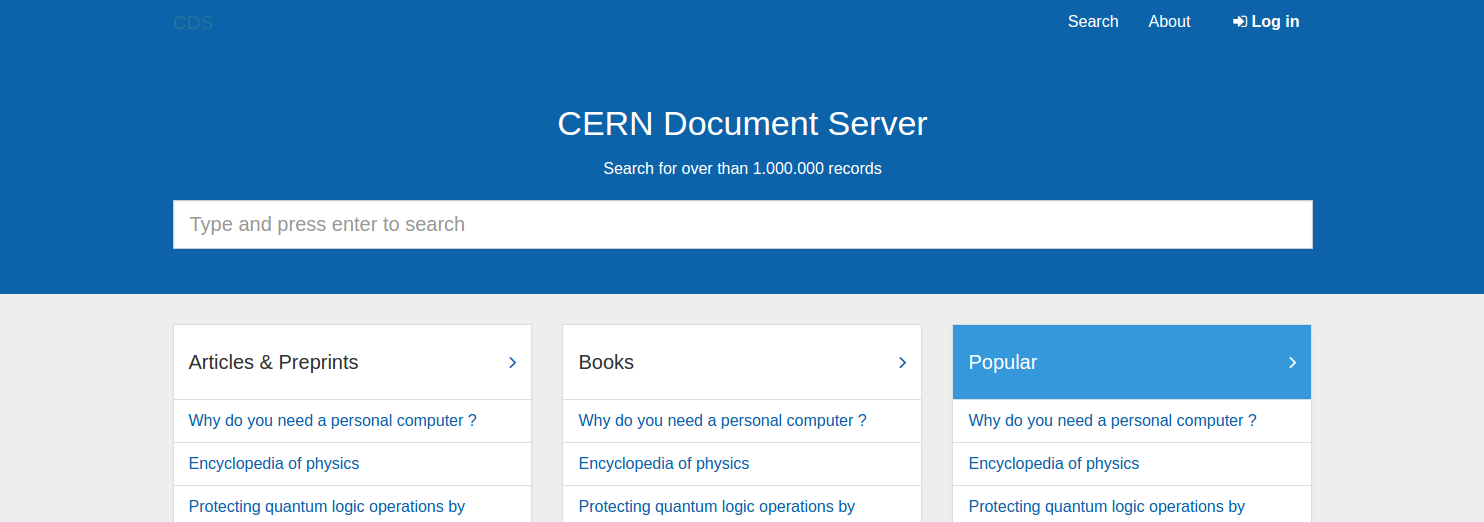 CDS
Search About Log in
CERN Document Server
Search for over than 1.000.000 records
Type and press enter to search
Articles & Preprints
Why do you need a personal computer ?
Encyclopedia of physics
Protecting quantum logic operations by
Books
Why do you need a personal computer ?
Encyclopedia of physics
Protecting quantum logic operations by
Popular
Why do you need a personal computer ?
Encyclopedia of physics
Protecting quantum logic operations by